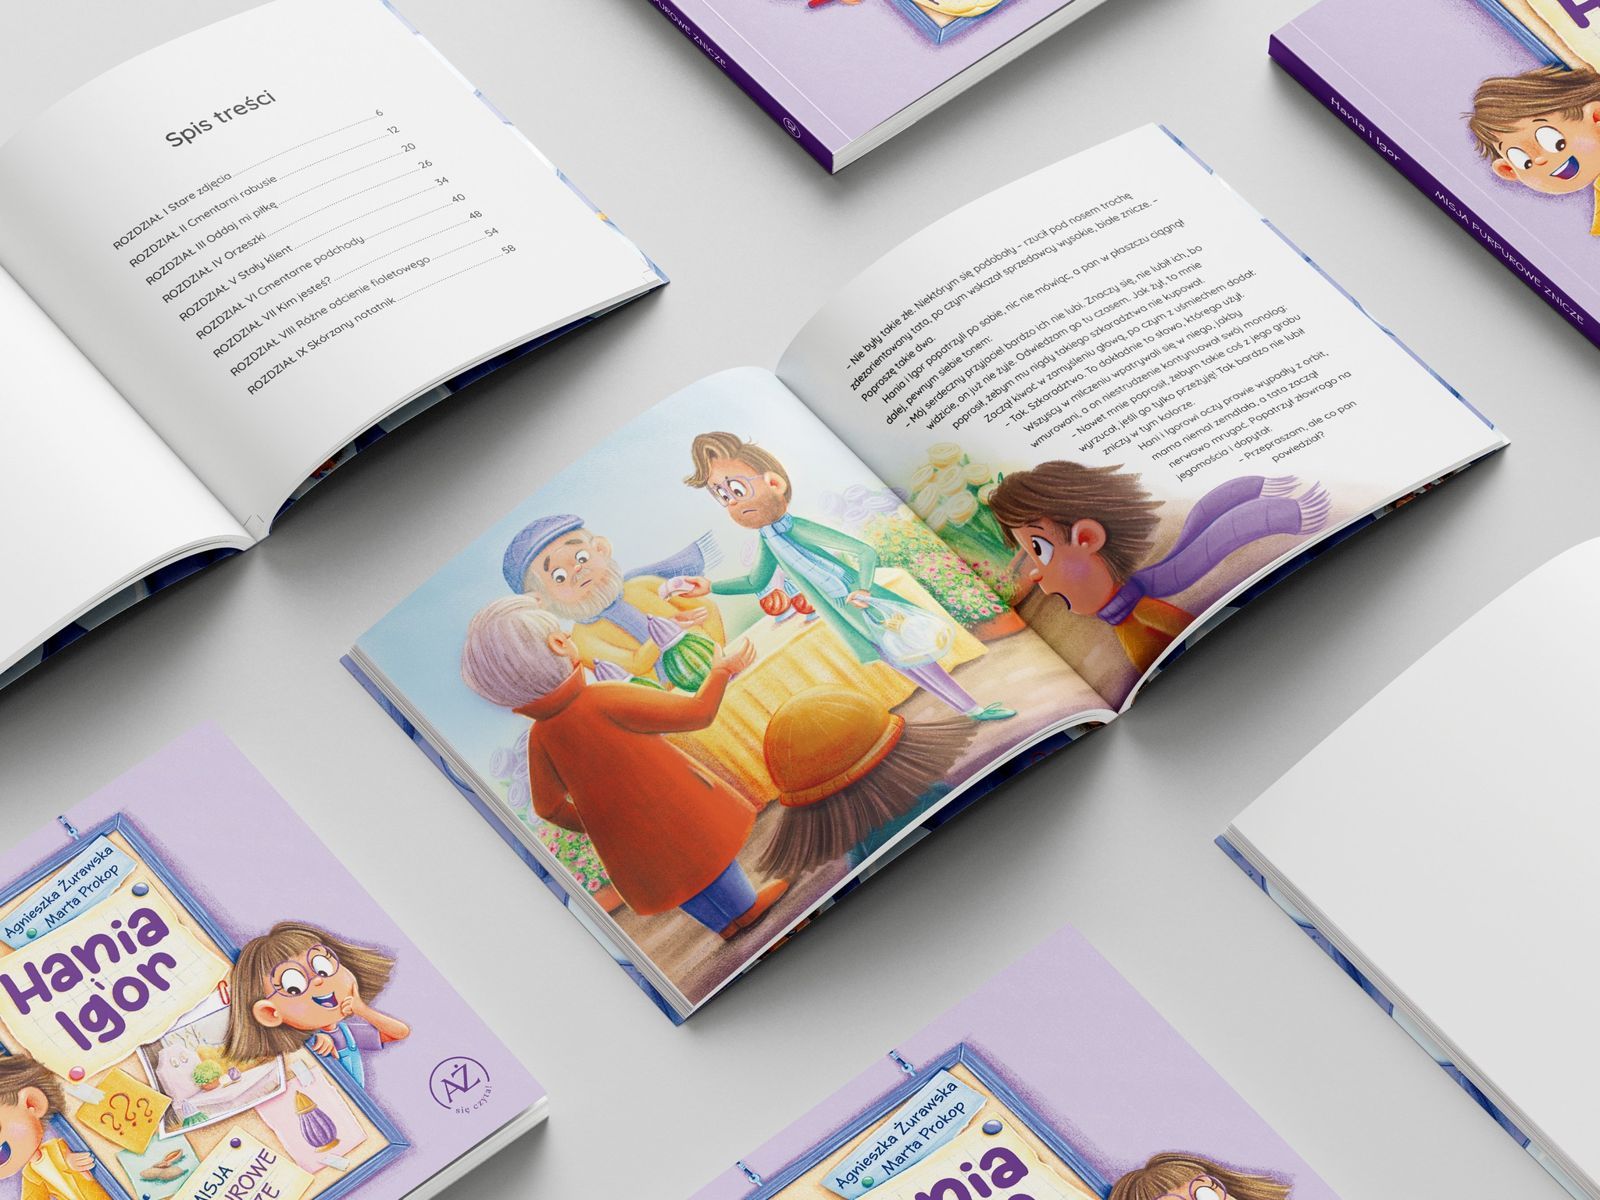 Spis treści
ROZDZIAŁ I Stare zdjęcia 6
ROZDZIAŁ II Cmentarni rabusie 12
ROZDZIAŁ III Oddaj mi piłkę 20
ROZDZIAŁ IV Orzeszki 26
ROZDZIAŁ V Stały klient 34
ROZDZIAŁ VI Cmentarne podchody 40
ROZDZIAŁ VII Kim jesteś? 48
ROZDZIAŁ VIII Różne odcienie fioletowego 54
ROZDZIAŁ IX Skórzany notatnik 58
PURPUROWE ZNICZE
AŻ
Hania i Igor
MISJA PURPUROWE ZNICZE
- Nie były takie złe. Niektórym się podobały - rzucił pod nosem trochę
zdezorientowany tata, po czym wskazał sprzedawcy wysokie, białe znicze. -
Poproszę takie dwa.
Hania i Igor popatrzyli po sobie, nic nie mówiąc, a pan w płaszczu ciągnął
dalej, pewnym siebie tonem:
- Mój serdeczny przyjaciel bardzo ich nie lubi. Znaczy się, nie lubił ich, bo
widzicie, on już nie żyje. Odwiedzam go tu czasem. Jak żył, to mnie
poprosił, żebym mu nigdy takiego szkaradztwa nie kupował.
Zaczął kiwać w zamyśleniu głową, po czym z uśmiechem dodał:
- Tak. Szkaradztwo. To dokładnie to słowo, którego użył.
Wszyscy w milczeniu wpatrywali się w niego, jakby
wmurowani, a on niestrudzenie kontynuował swój monolog:
- Nawet mnie poprosił, żebym takie coś z jego grobu
wyrzucał, jeśli go tylko przeżyję! Tak bardzo nie lubił
zniczy w tym kolorze.
Hani i Igorowi oczy prawie wypadły z orbit,
mama niemal zemdlała, a tata zaczął
nerwowo mrugać. Popatrzył złowrogo na
jegomościa i dopytał:
- Przepraszam, ale co pan
powiedział?
Agnieszka Żurawska
Marta Prokop
Hania
i
Igor
???
MISJA
AŻ
się czyta!
Agnieszka Żurawska
Marta Prokop